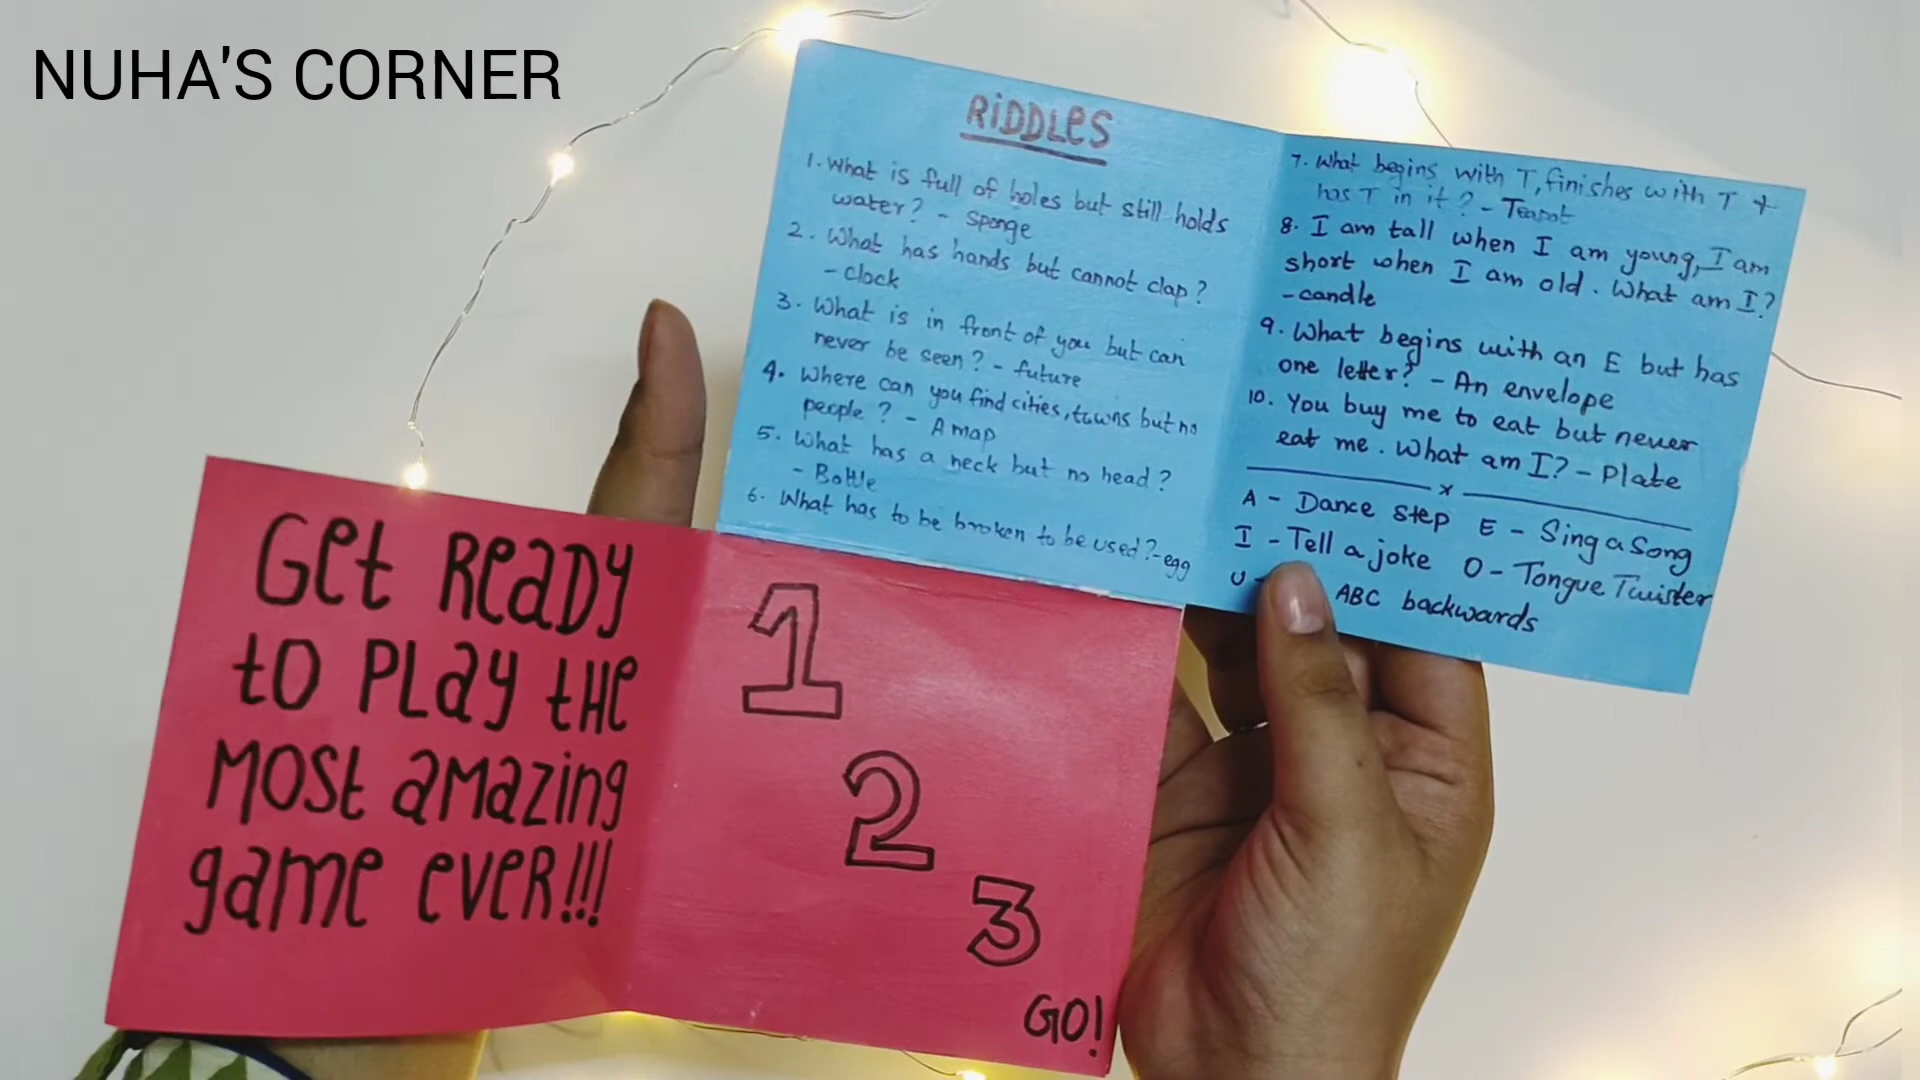 NUHA'S CORNER
RiDDLes
1. What is full of holes but still holds
water? - Sponge
2. What has hands but cannot clap?
- Clock
3. What is in front of you but can
never be seen? - future
4. Where can you find cities, towns but no
people? - A map
5. What has a neck but no head?
- Bottle
6. What has to be broken to be used? - egg
7. What begins with T, finishes with T &
has T in it? - Teapot
8. I am tall when I am young, I am
short when I am old. What am I?
- candle
9. What begins with an E but has
one letter? - An envelope
10. You buy me to eat but never
eat me. What am I? - Plate
x
A - Dance step E - Sing a Song
I - Tell a joke O - Tongue Twister
U - ABC backwards
Get ReaDy
to PLay tHe
MOSt aMaZing
game eveR!!!
1
2
3
GO!